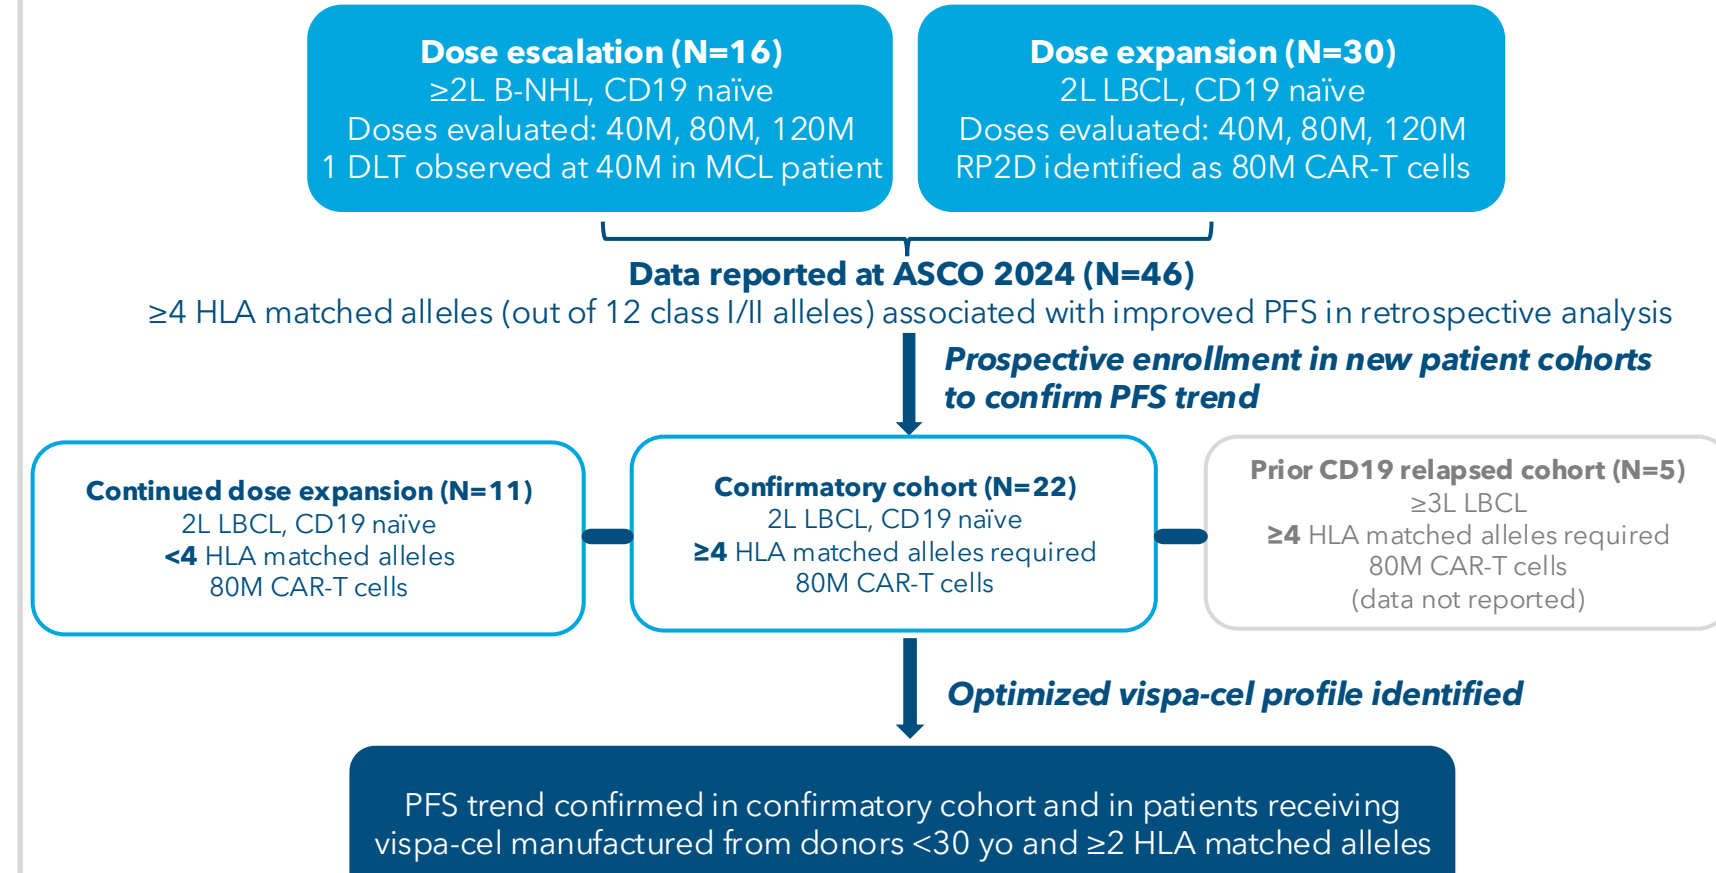 Dose escalation (N=16)
≥2L B-NHL, CD19 naïve
Doses evaluated: 40M, 80M, 120M
1 DLT observed at 40M in MCL patient
Dose expansion (N=30)
2L LBCL, CD19 naïve
Doses evaluated: 40M, 80M, 120M
RP2D identified as 80M CAR-T cells
Data reported at ASCO 2024 (N=46)
≥4 HLA matched alleles (out of 12 class I/II alleles) associated with improved PFS in retrospective analysis
Prospective enrollment in new patient cohorts
to confirm PFS trend
Continued dose expansion (N=11)
2L LBCL, CD19 naïve
<4 HLA matched alleles
80M CAR-T cells
Confirmatory cohort (N=22)
2L LBCL, CD19 naïve
≥4 HLA matched alleles required
80M CAR-T cells
Prior CD19 relapsed cohort (N=5)
≥3L LBCL
≥4 HLA matched alleles required
80M CAR-T cells
(data not reported)
Optimized vispa-cel profile identified
PFS trend confirmed in confirmatory cohort and in patients receiving
vispa-cel manufactured from donors <30 yo and ≥2 HLA matched alleles